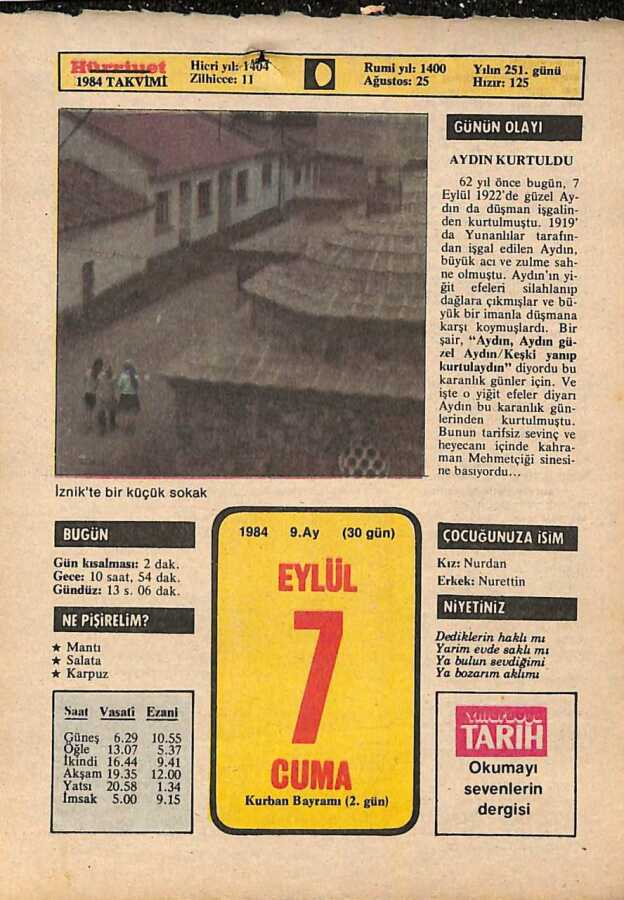 Hürriyet
1984 TAKVİMİ
Hicri yıl: 1404
Zilhicce: 11
Rumi yıl: 1400
Ağustos: 25
Yılın 251. günü
Hızır: 125
GÜNÜN OLAYI
AYDIN KURTULDU
62 yıl önce bugün, 7
Eylül 1922'de güzel Ay-
dın da düşman işgalin-
den kurtulmuştu. 1919'
da Yunanlılar tarafın-
dan işgal edilen Aydın,
büyük acı ve zulme sah-
ne olmuştu. Aydın'ın yi-
ğit efeleri silahlanıp
dağlara çıkmışlar ve bü-
yük bir imanla düşmana
karşı koymuşlardı. Bir
şair, "Aydın, Aydın gü-
zel Aydın/Keşki yanıp
kurtulaydın" diyordu bu
karanlık günler için. Ve
işte o yiğit efeler diyarı
Aydın bu karanlık gün-
lerinden kurtulmuştu.
Bunun tarifsiz sevinç ve
heyecanı içinde kahra-
man Mehmetçiği sinesi-
ne basıyordu...
İznik'te bir küçük sokak
BUGÜN
Gün kısalması: 2 dak.
Gece: 10 saat, 54 dak.
Gündüz: 13 s. 06 dak.
NE PİŞİRELİM?
★ Mantı
★ Salata
★ Karpuz
Saat Vasati Ezani
Güneş 6.29 10.55
Öğle 13.07 5.37
İkindi 16.44 9.41
Akşam 19.35 12.00
Yatsı 20.58 1.34
İmsak 5.00 9.15
1984 9.Ay (30 gün)
EYLÜL
7
CUMA
Kurban Bayramı (2. gün)
ÇOCUĞUNUZA İSİM
Kız: Nurdan
Erkek: Nurettin
NİYETİNİZ
Dediklerin haklı mı
Yarim evde saklı mı
Ya bulun sevdiğimi
Ya bozarım aklımı
Yıllarboyu
TARİH
Okumayı
sevenlerin
dergisi